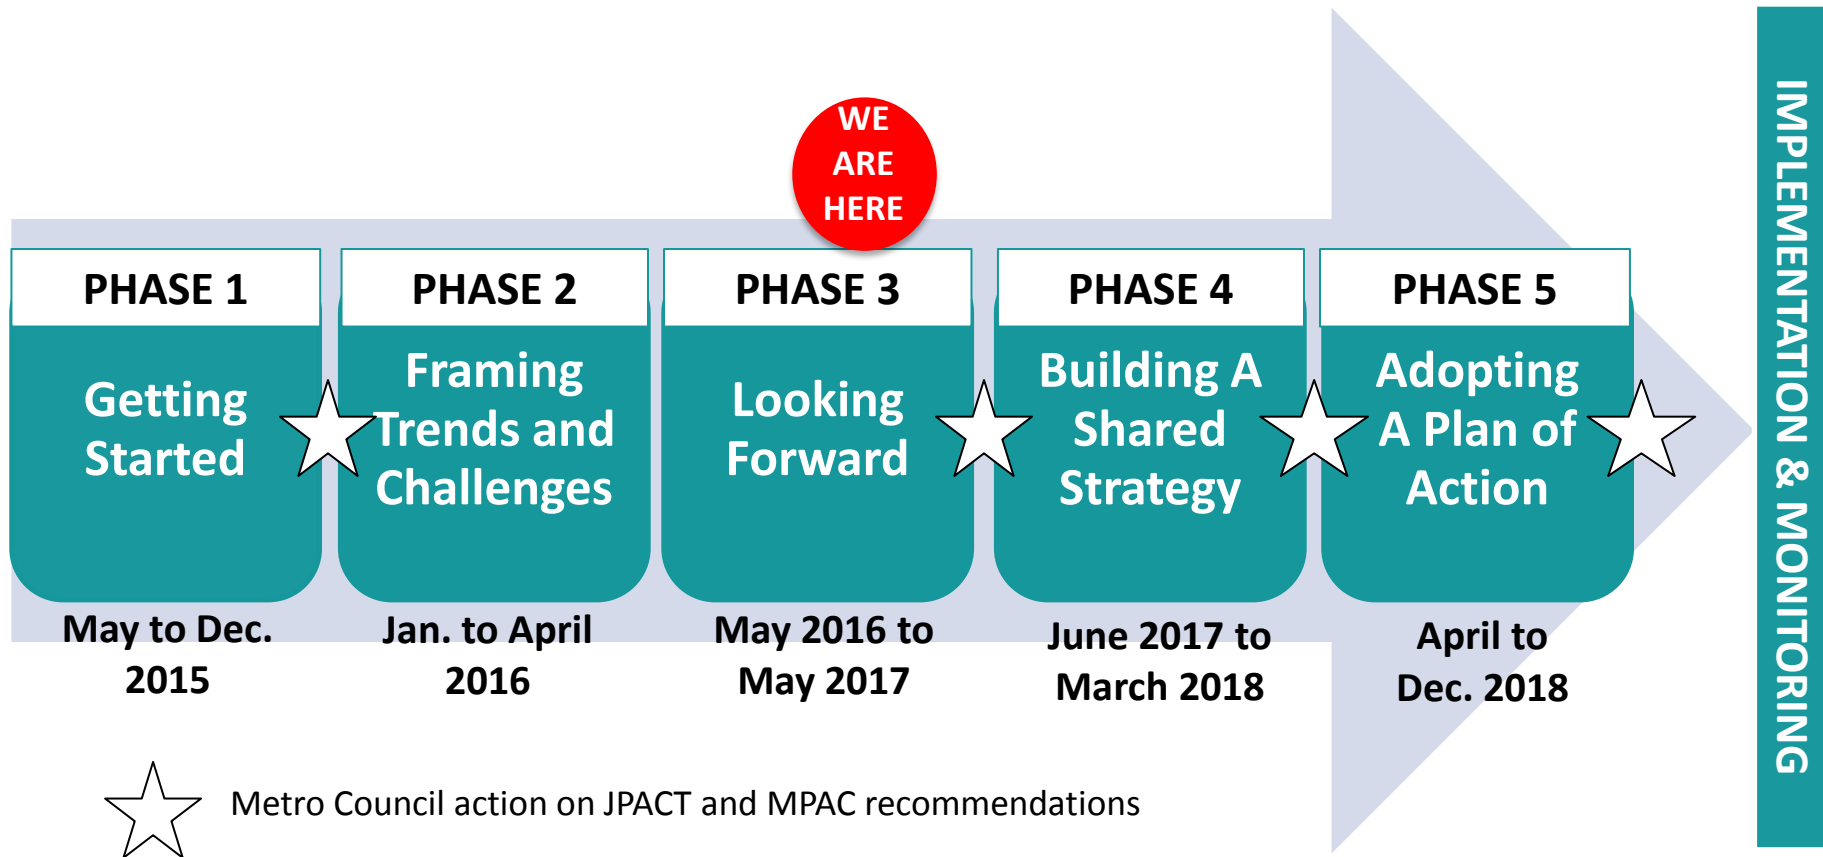 WE
ARE
HERE
PHASE 1
PHASE 2
PHASE 3
PHASE 4
PHASE 5
Getting
Started
Framing
Trends and
Challenges
Looking
Forward
Building A
Shared
Strategy
Adopting
A Plan of
Action
May to Dec.
2015
Jan. to April
2016
May 2016 to
May 2017
June 2017 to
March 2018
April to
Dec. 2018
IMPLEMENTATION & MONITORING
Metro Council action on JPACT and MPAC recommendations